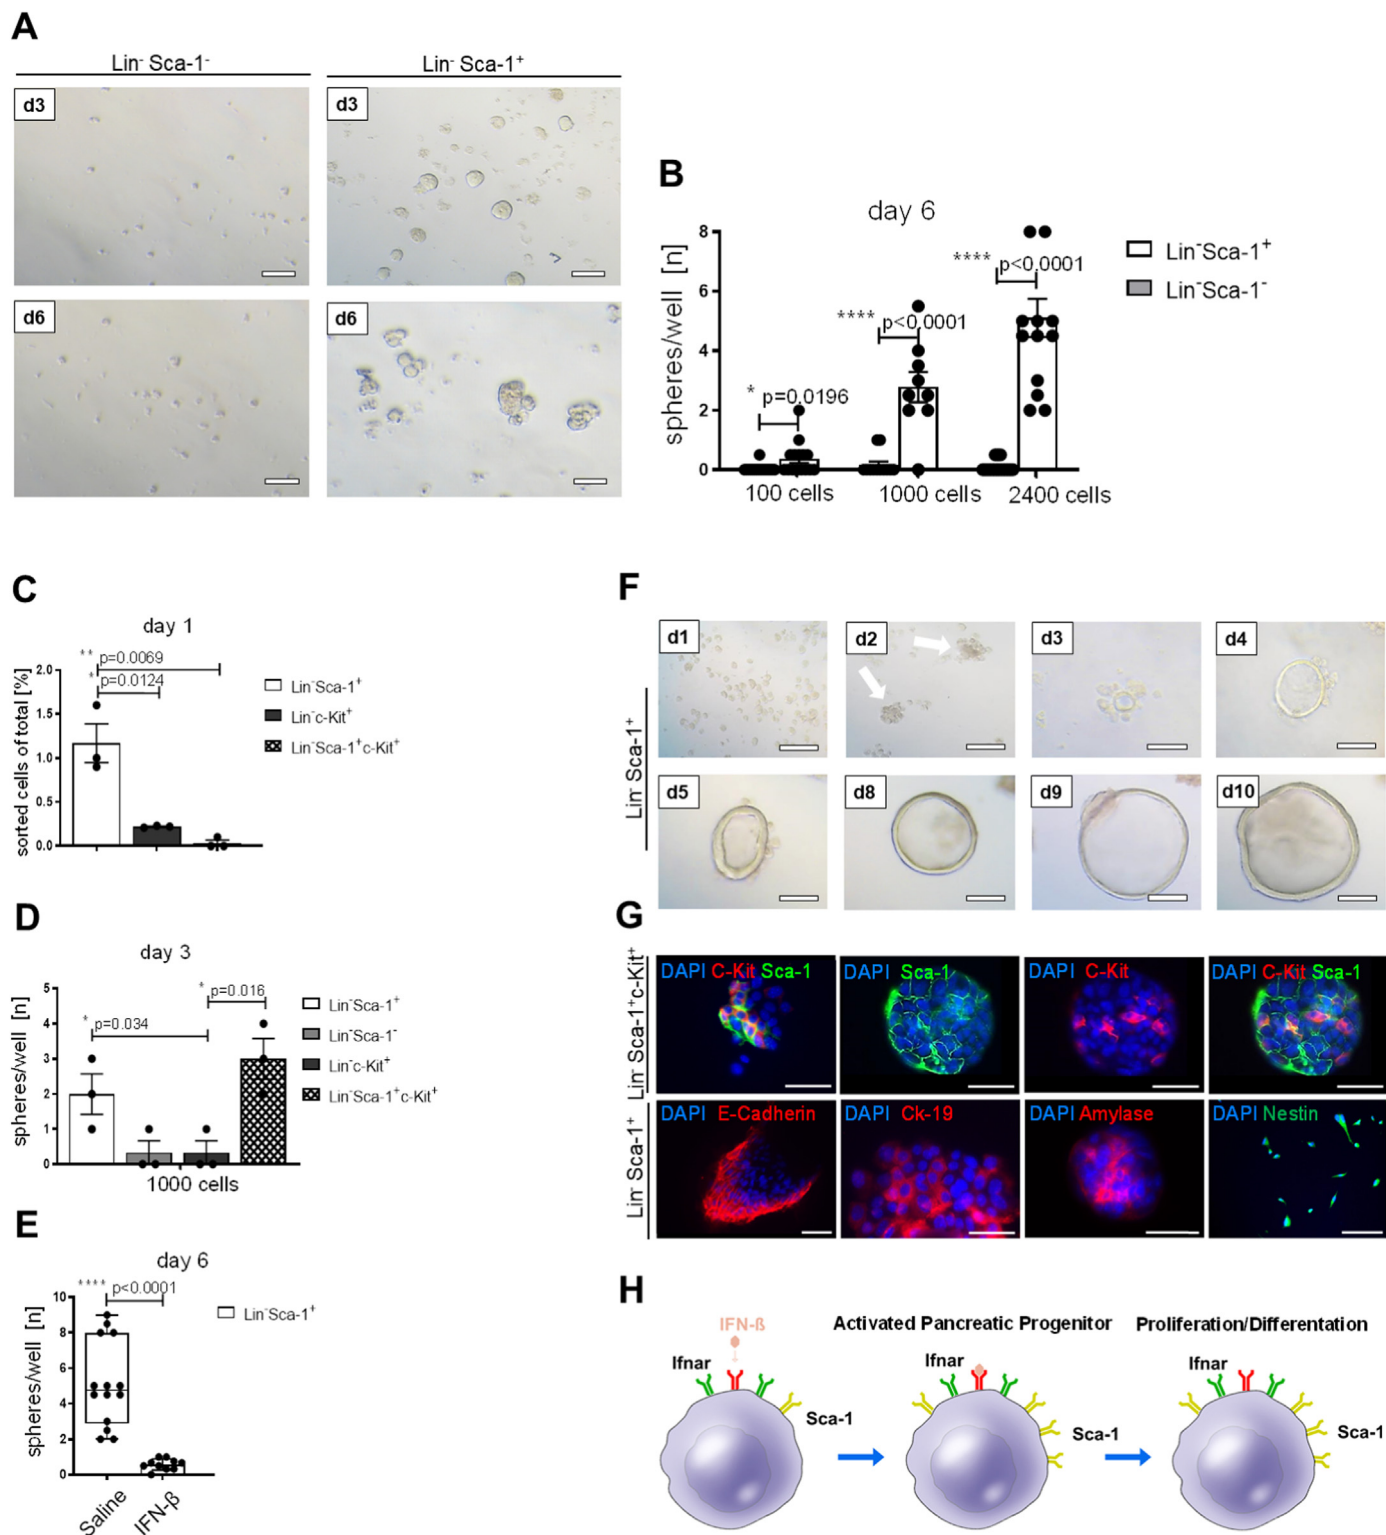 A
Lin⁻ Sca-1⁻
Lin⁻ Sca-1⁺
d3
d3
d6
d6
B
day 6
spheres/well [n]
8
6
4
2
0
* p=0.0196
**** p<0.0001
**** p<0.0001
100 cells
1000 cells
2400 cells
Lin⁻Sca-1⁺
Lin⁻Sca-1⁻
C
day 1
sorted cells of total [%]
2.0
1.5
1.0
0.5
0.0
** p=0.0069
* p=0.0124
Lin⁻Sca-1⁺
Lin⁻c-Kit⁺
Lin⁻Sca-1⁺c-Kit⁺
D
day 3
spheres/well [n]
5
4
3
2
1
0
* p=0.016
* p=0.034
1000 cells
Lin⁻Sca-1⁺
Lin⁻Sca-1⁻
Lin⁻c-Kit⁺
Lin⁻Sca-1⁺c-Kit⁺
E
day 6
spheres/well [n]
10
8
6
4
2
0
**** p<0.0001
Saline
IFN-β
Lin⁻Sca-1⁺
F
Lin⁻ Sca-1⁺
d1
d2
d3
d4
d5
d8
d9
d10
G
Lin⁻ Sca-1⁺c-Kit⁺
DAPI C-Kit Sca-1
DAPI Sca-1
DAPI C-Kit
DAPI C-Kit Sca-1
Lin⁻ Sca-1⁺
DAPI E-Cadherin
DAPI Ck-19
DAPI Amylase
DAPI Nestin
H
IFN-ß
Ifnar
Sca-1
Activated Pancreatic Progenitor
Ifnar
Sca-1
Proliferation/Differentation
Ifnar
Sca-1